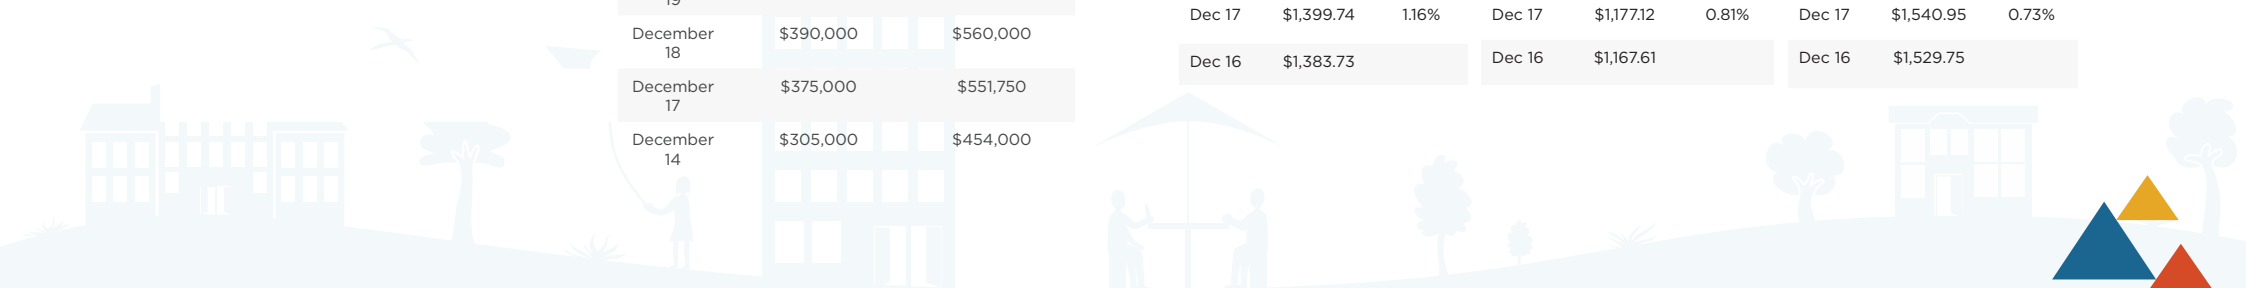 19
December $390,000 $560,000
18
December $375,000 $551,750
17
December $305,000 $454,000
14
Dec 17 $1,399.74 1.16%
Dec 16 $1,383.73
Dec 17 $1,177.12 0.81%
Dec 16 $1,167.61
Dec 17 $1,540.95 0.73%
Dec 16 $1,529.75